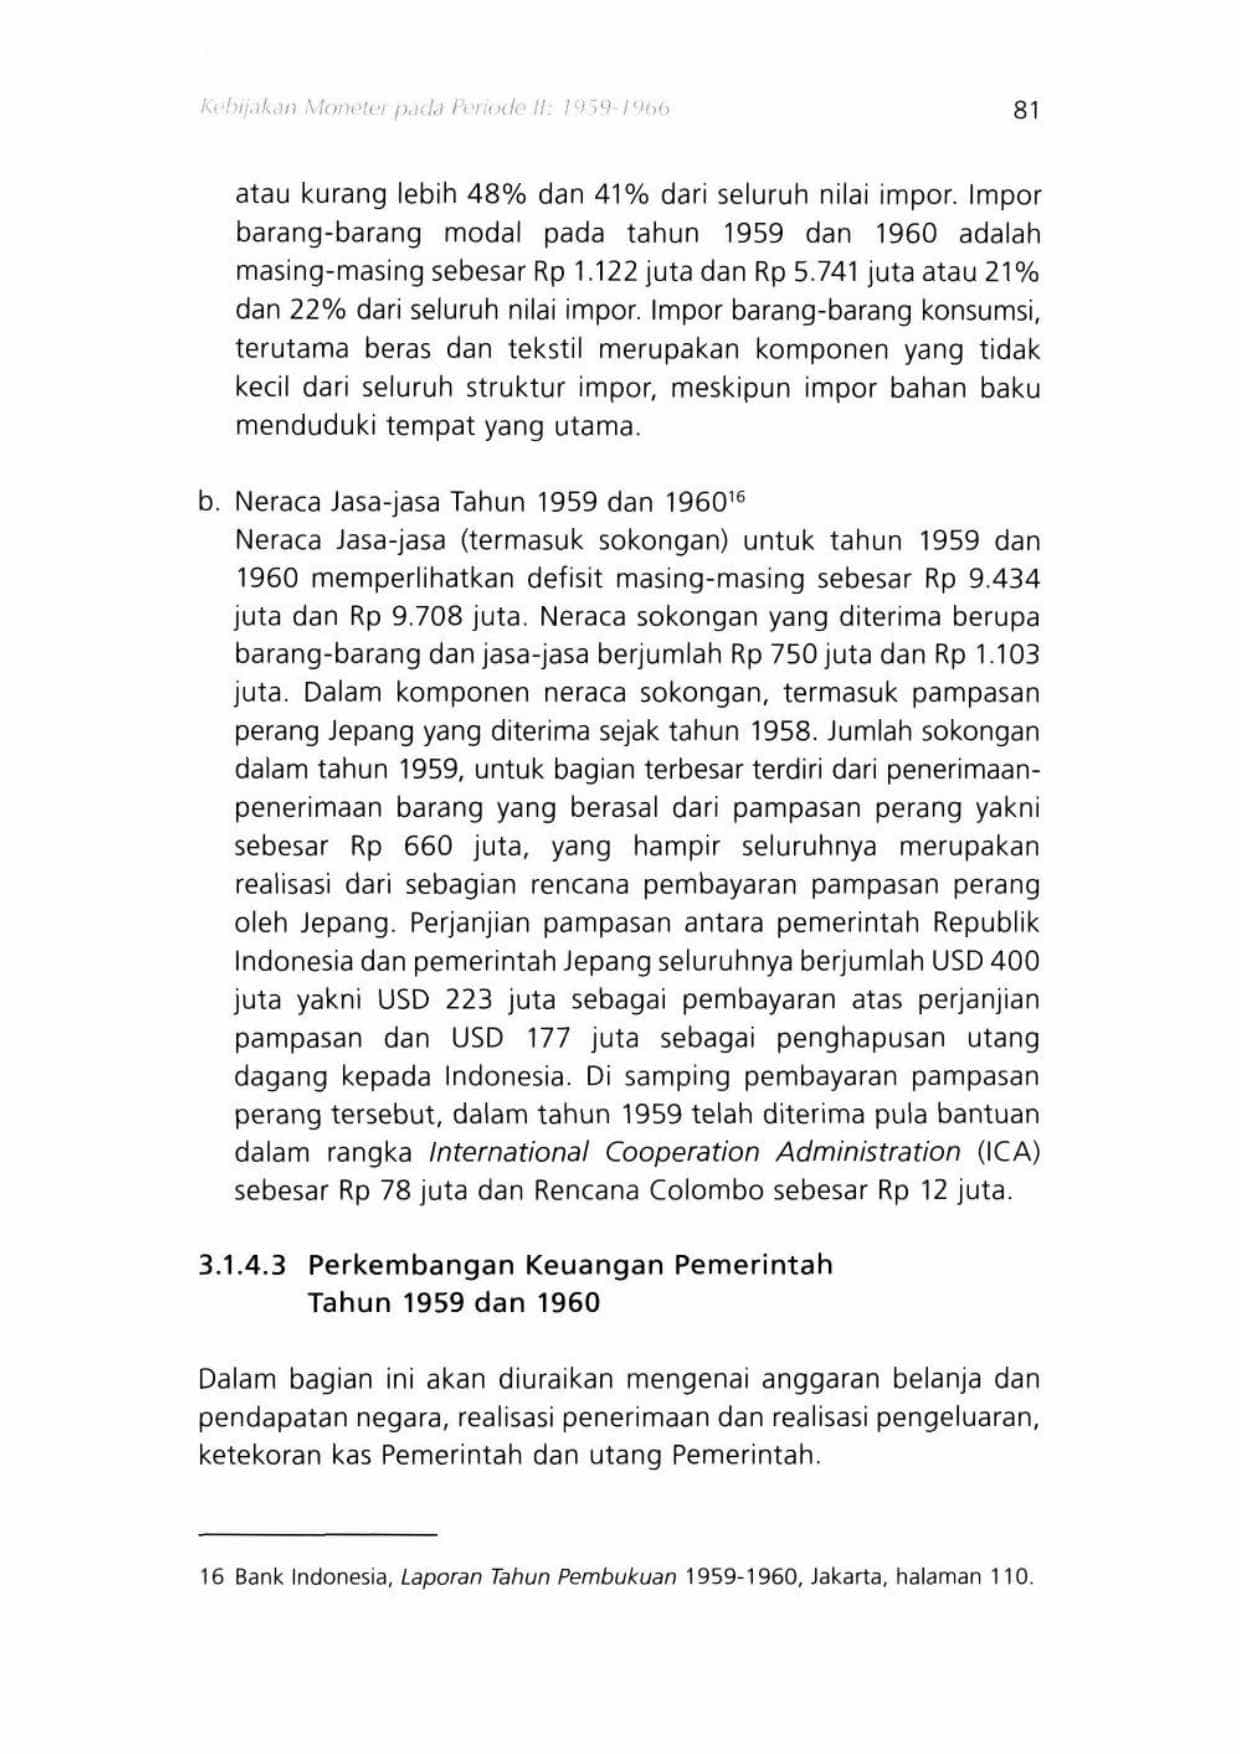 Kebijakan Moneter pada Periode II: 1959-1966 81
atau kurang lebih 48% dan 41% dari seluruh nilai impor. Impor
barang-barang modal pada tahun 1959 dan 1960 adalah
masing-masing sebesar Rp 1.122 juta dan Rp 5.741 juta atau 21%
dan 22% dari seluruh nilai impor. Impor barang-barang konsumsi,
terutama beras dan tekstil merupakan komponen yang tidak
kecil dari seluruh struktur impor, meskipun impor bahan baku
menduduki tempat yang utama.
b. Neraca Jasa-jasa Tahun 1959 dan 1960¹⁶
Neraca Jasa-jasa (termasuk sokongan) untuk tahun 1959 dan
1960 memperlihatkan defisit masing-masing sebesar Rp 9.434
juta dan Rp 9.708 juta. Neraca sokongan yang diterima berupa
barang-barang dan jasa-jasa berjumlah Rp 750 juta dan Rp 1.103
juta. Dalam komponen neraca sokongan, termasuk pampasan
perang Jepang yang diterima sejak tahun 1958. Jumlah sokongan
dalam tahun 1959, untuk bagian terbesar terdiri dari penerimaan-
penerimaan barang yang berasal dari pampasan perang yakni
sebesar Rp 660 juta, yang hampir seluruhnya merupakan
realisasi dari sebagian rencana pembayaran pampasan perang
oleh Jepang. Perjanjian pampasan antara pemerintah Republik
Indonesia dan pemerintah Jepang seluruhnya berjumlah USD 400
juta yakni USD 223 juta sebagai pembayaran atas perjanjian
pampasan dan USD 177 juta sebagai penghapusan utang
dagang kepada Indonesia. Di samping pembayaran pampasan
perang tersebut, dalam tahun 1959 telah diterima pula bantuan
dalam rangka International Cooperation Administration (ICA)
sebesar Rp 78 juta dan Rencana Colombo sebesar Rp 12 juta.
3.1.4.3 Perkembangan Keuangan Pemerintah
Tahun 1959 dan 1960
Dalam bagian ini akan diuraikan mengenai anggaran belanja dan
pendapatan negara, realisasi penerimaan dan realisasi pengeluaran,
ketekoran kas Pemerintah dan utang Pemerintah.
16 Bank Indonesia, Laporan Tahun Pembukuan 1959-1960, Jakarta, halaman 110.